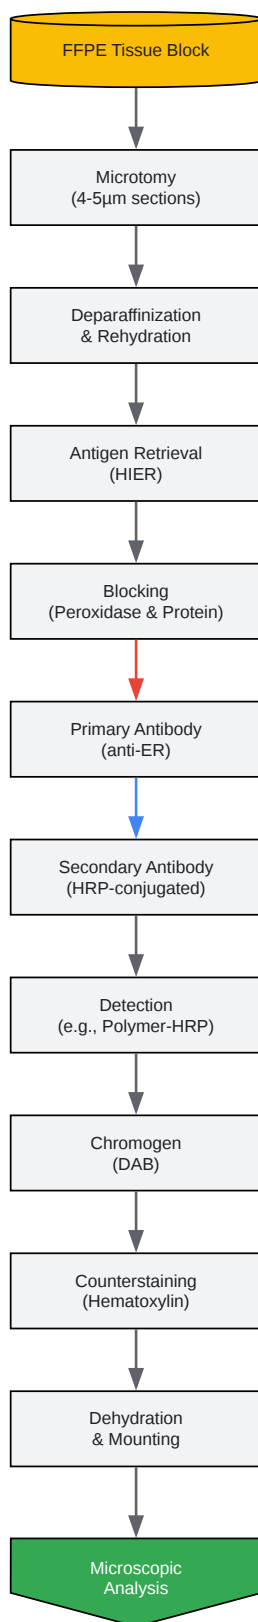 FFPE Tissue Block
Microtomy
(4-5µm sections)
Deparaffinization
& Rehydration
Antigen Retrieval
(HIER)
Blocking
(Peroxidase & Protein)
Primary Antibody
(anti-ER)
Secondary Antibody
(HRP-conjugated)
Detection
(e.g., Polymer-HRP)
Chromogen
(DAB)
Counterstaining
(Hematoxylin)
Dehydration
& Mounting
Microscopic
Analysis